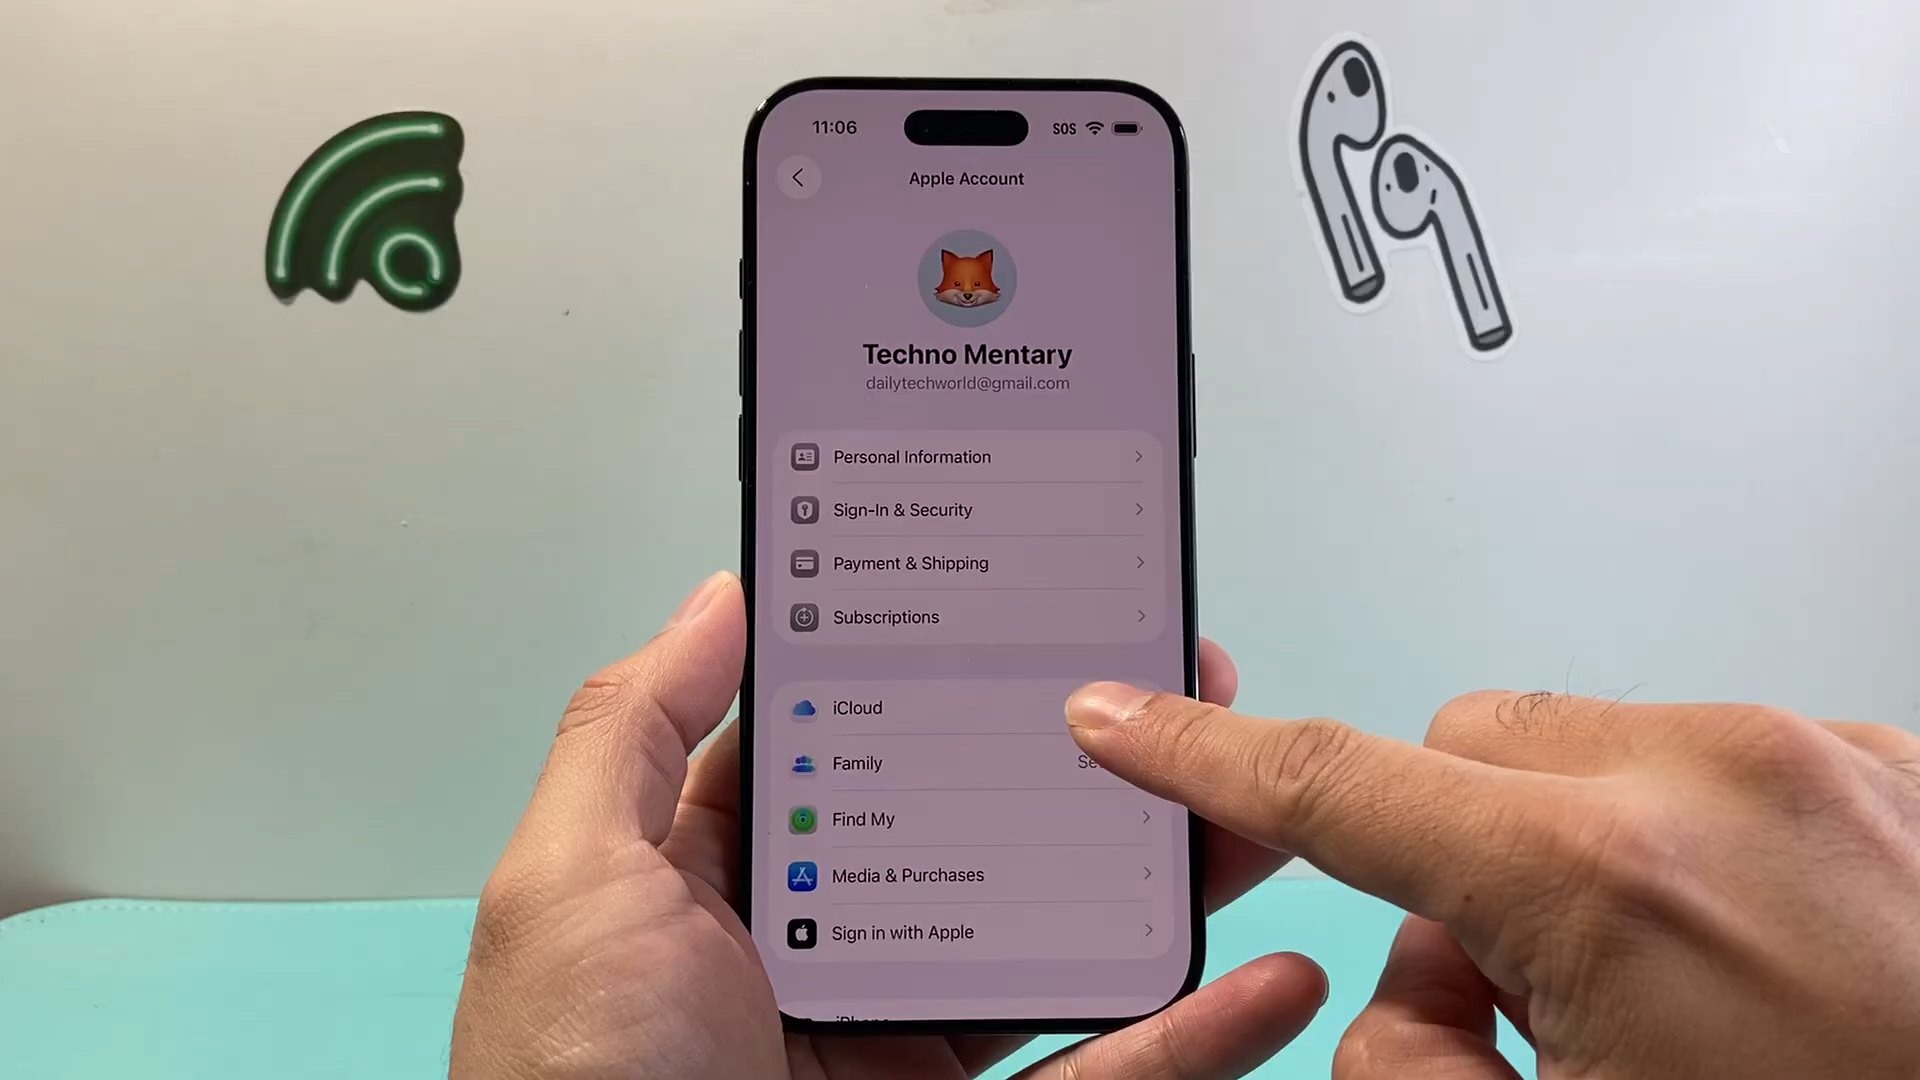 11:06
SOS
Apple Account
Techno Mentary
dailytechworld@gmail.com
Personal Information
Sign-In & Security
Payment & Shipping
Subscriptions
iCloud
Family
Find My
Media & Purchases
Sign in with Apple